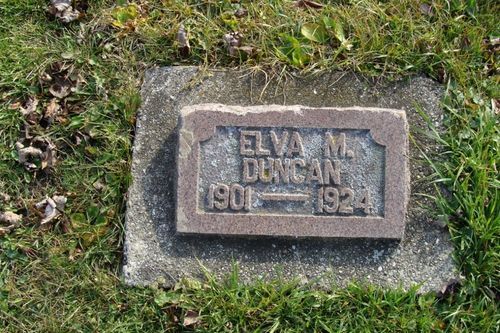 ELVA M.
DUNCAN
1901 — 1924